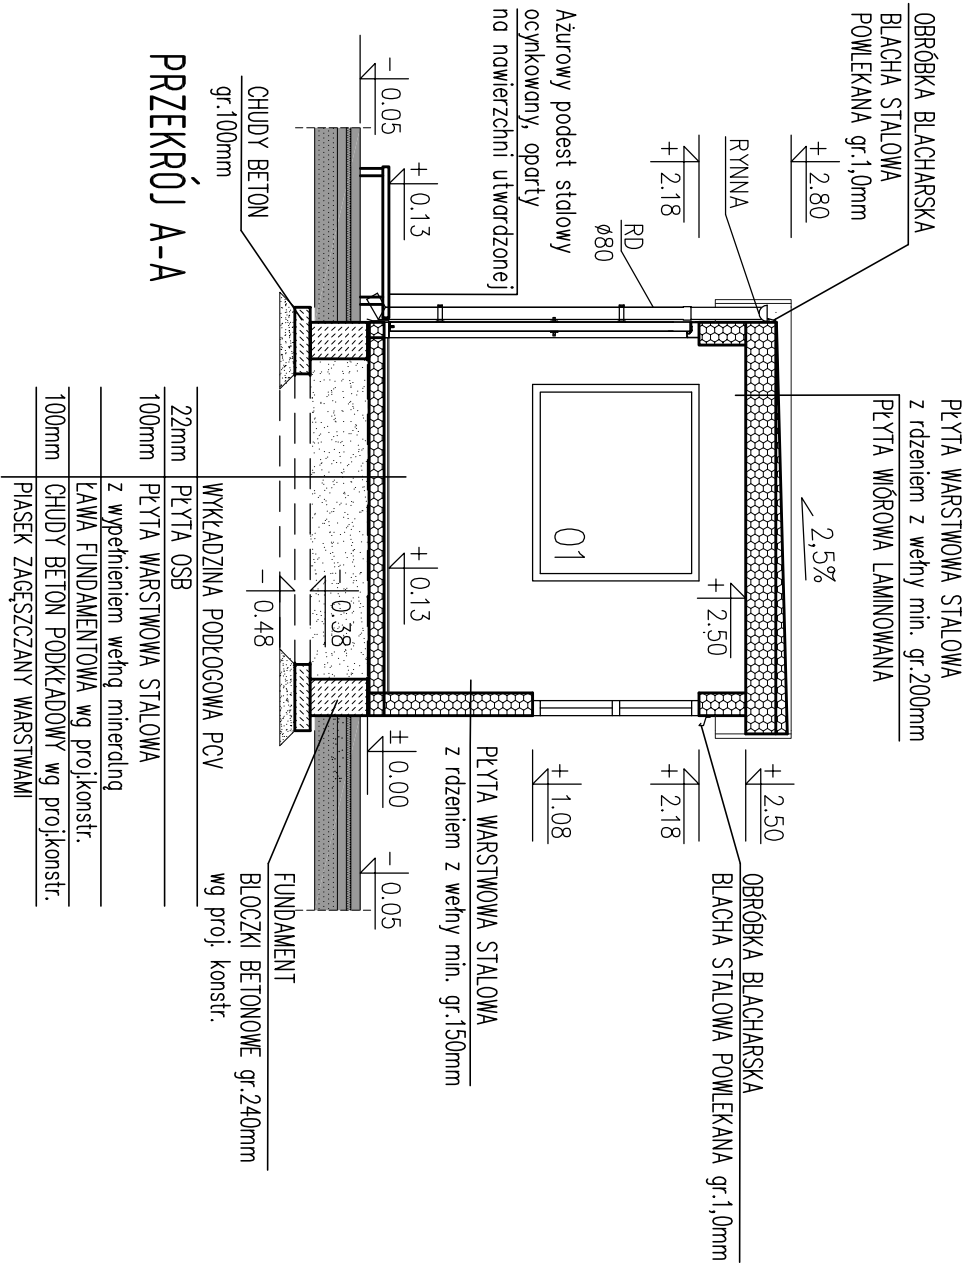 OBRÓBKA BLACHARSKA
BLACHA STALOWA
POWLEKANA gr.1,0mm
PŁYTA WARSTWOWA STALOWA
z rdzeniem z wełny min. gr.200mm
PŁYTA WIÓROWA LAMINOWANA
+ 2.80
2,5%
RYNNA
+ 2.18
+ 2.50
+ 2.50
OBRÓBKA BLACHARSKA
BLACHA STALOWA POWLEKANA gr.1,0mm
+ 2.18
RD
Ø80
O1
+ 1.08
Ażurowy podest stalowy
ocynkowany, oparty
na nawierzchni utwardzonej
PŁYTA WARSTWOWA STALOWA
z rdzeniem z wełny min. gr.150mm
+ 0.13
+ 0.13
- 0.05
± 0.00
- 0.05
- 0.38
- 0.48
CHUDY BETON
gr.100mm
FUNDAMENT
BLOCZKI BETONOWE gr.240mm
wg proj. konstr.
WYKŁADZINA PODŁOGOWA PCV
22mm PŁYTA OSB
100mm PŁYTA WARSTWOWA STALOWA
z wypełnieniem wełną mineralną
ŁAWA FUNDAMENTOWA wg proj.konstr.
100mm CHUDY BETON PODKŁADOWY wg proj.konstr.
PIASEK ZAGĘSZCZANY WARSTWAMI
PRZEKRÓJ A-A